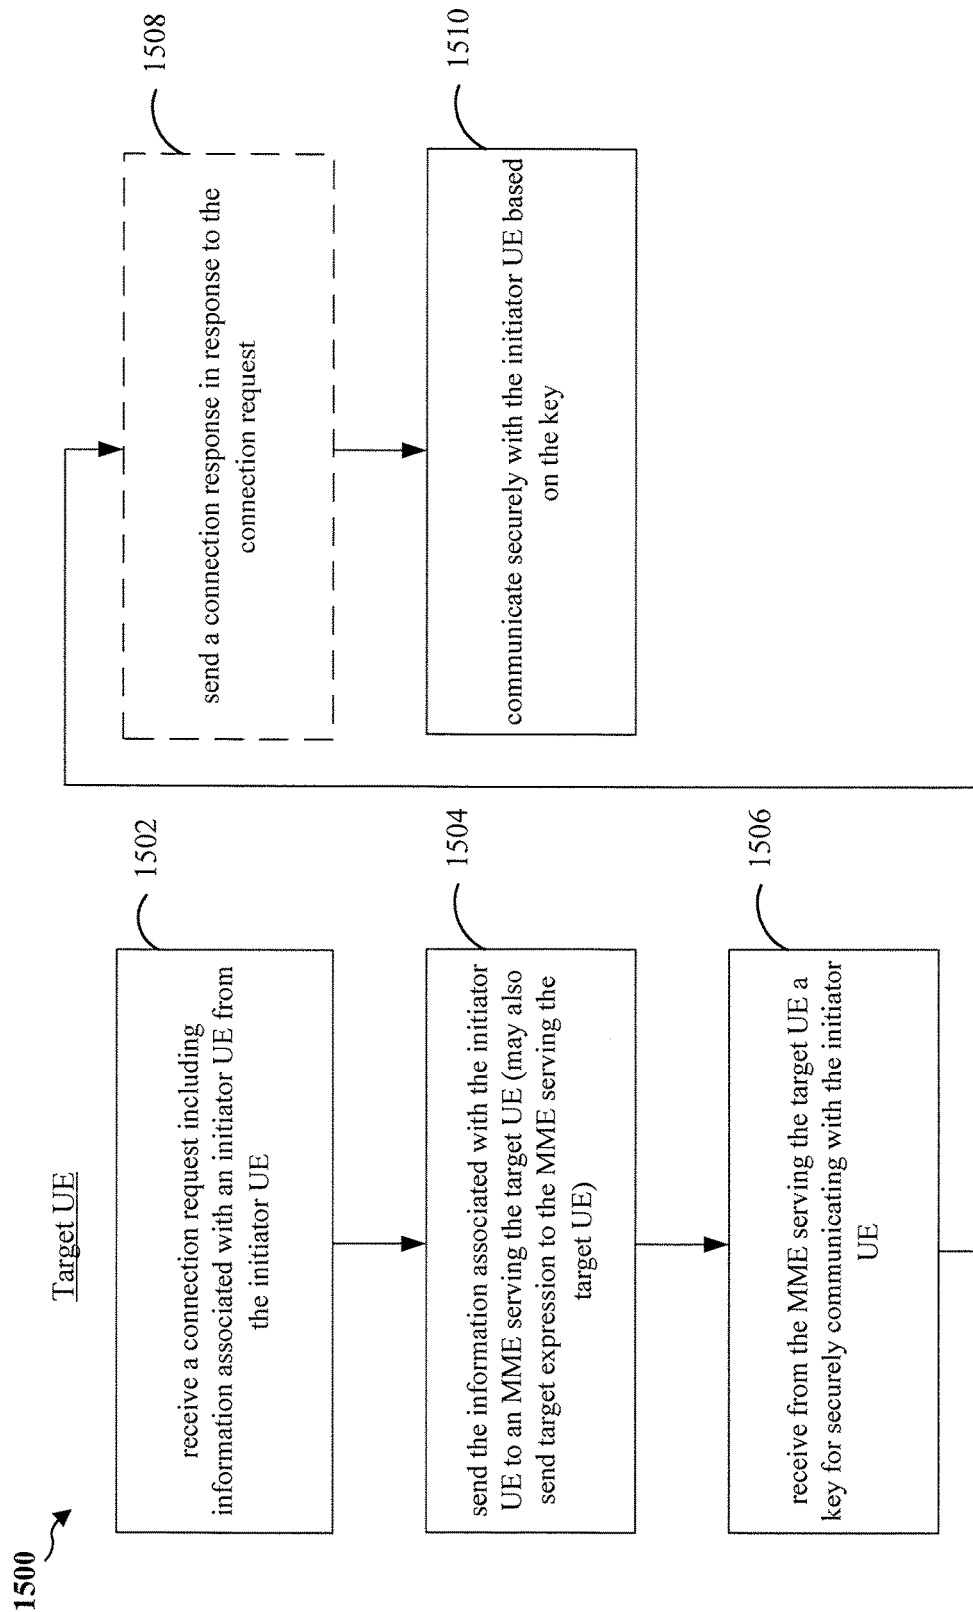 1500
Target UE
receive a connection request including
information associated with an initiator UE from
the initiator UE
1502
send the information associated with the initiator
UE to an MME serving the target UE (may also
send target expression to the MME serving the
target UE)
1504
receive from the MME serving the target UE a
key for securely communicating with the initiator
UE
1506
send a connection response in response to the
connection request
1508
communicate securely with the initiator UE based
on the key
1510